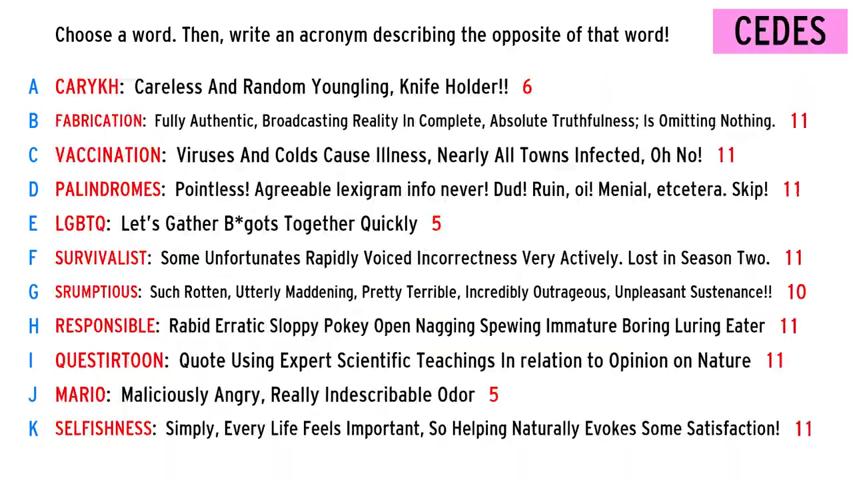 Choose a word. Then, write an acronym describing the opposite of that word!
CEDES
A CARYKH: Careless And Random Youngling, Knife Holder!! 6
B FABRICATION: Fully Authentic, Broadcasting Reality In Complete, Absolute Truthfulness; Is Omitting Nothing. 11
C VACCINATION: Viruses And Colds Cause Illness, Nearly All Towns Infected, Oh No! 11
D PALINDROMES: Pointless! Agreeable lexigram info never! Dud! Ruin, oi! Menial, etcetera. Skip! 11
E LGBTQ: Let's Gather B*gots Together Quickly 5
F SURVIVALIST: Some Unfortunates Rapidly Voiced Incorrectness Very Actively. Lost in Season Two. 11
G SRUMPTIOUS: Such Rotten, Utterly Maddening, Pretty Terrible, Incredibly Outrageous, Unpleasant Sustenance!! 10
H RESPONSIBLE: Rabid Erratic Sloppy Pokey Open Nagging Spewing Immature Boring Luring Eater 11
I QUESTIRTOON: Quote Using Expert Scientific Teachings In relation to Opinion on Nature 11
J MARIO: Maliciously Angry, Really Indescribable Odor 5
K SELFISHNESS: Simply, Every Life Feels Important, So Helping Naturally Evokes Some Satisfaction! 11